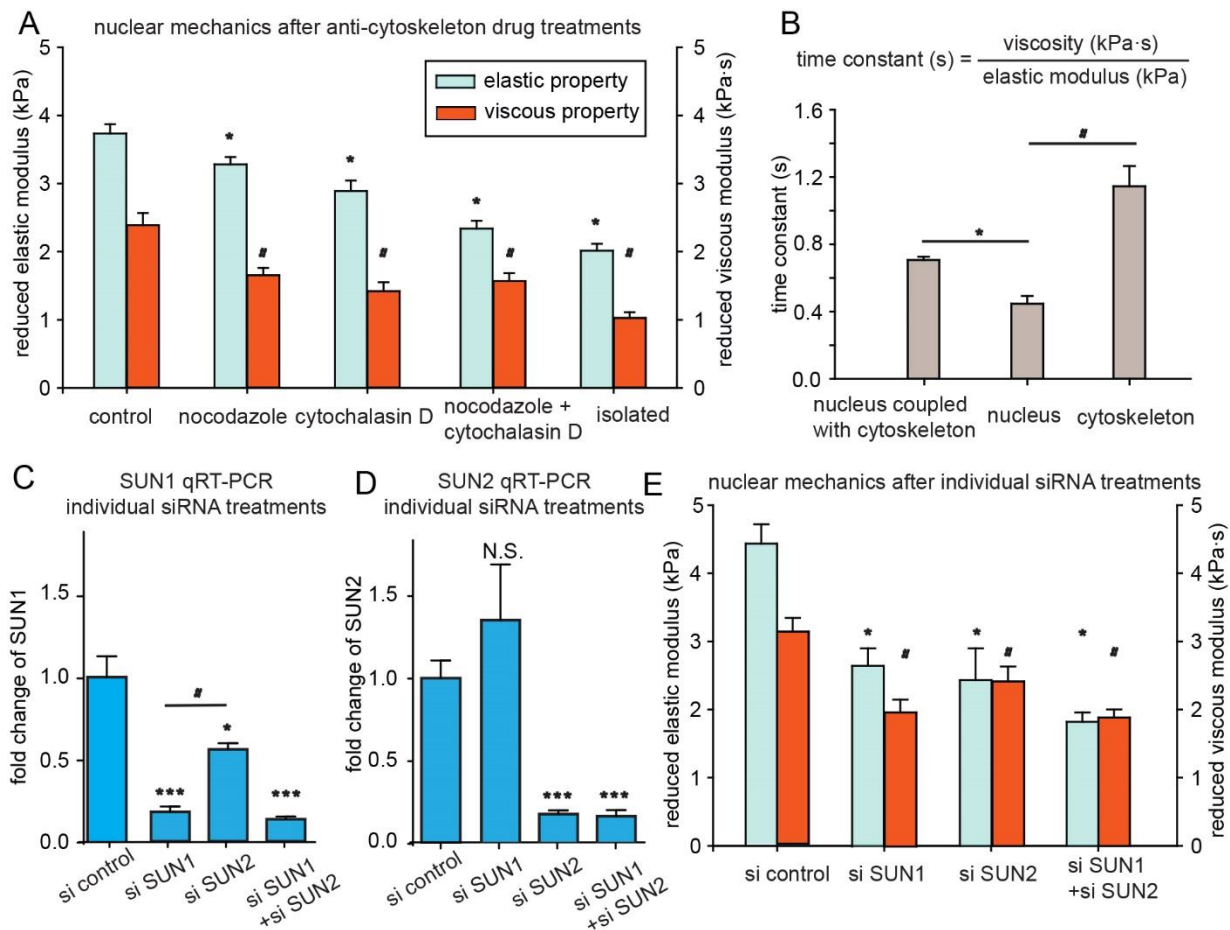 A
nuclear mechanics after anti-cytoskeleton drug treatments
reduced elastic modulus (kPa)
5
4
3
2
1
0
elastic property
viscous property
*
*
#
*
#
*
#
*
#
5
4
3
2
1
0
reduced viscous modulus (kPa·s)
control
nocodazole
cytochalasin D
nocodazole +
cytochalasin D
isolated
B
time constant (s) =
viscosity (kPa·s)
elastic modulus (kPa)
time constant (s)
1.6
1.2
0.8
0.4
0.0
*
#
nucleus coupled
with cytoskeleton
nucleus
cytoskeleton
C
SUN1 qRT-PCR
individual siRNA treatments
fold change of SUN1
1.5
1.0
0.5
0.0
#
***
*
***
si control
si SUN1
si SUN2
si SUN1
+si SUN2
D
SUN2 qRT-PCR
individual siRNA treatments
fold change of SUN2
1.5
1.0
0.5
0.0
N.S.
***
***
si control
si SUN1
si SUN2
si SUN1
+si SUN2
E
nuclear mechanics after individual siRNA treatments
reduced elastic modulus (kPa)
5
4
3
2
1
0
*
#
*
#
*
#
5
4
3
2
1
0
reduced viscous modulus (kPa·s)
si control
si SUN1
si SUN2
si SUN1
+si SUN2